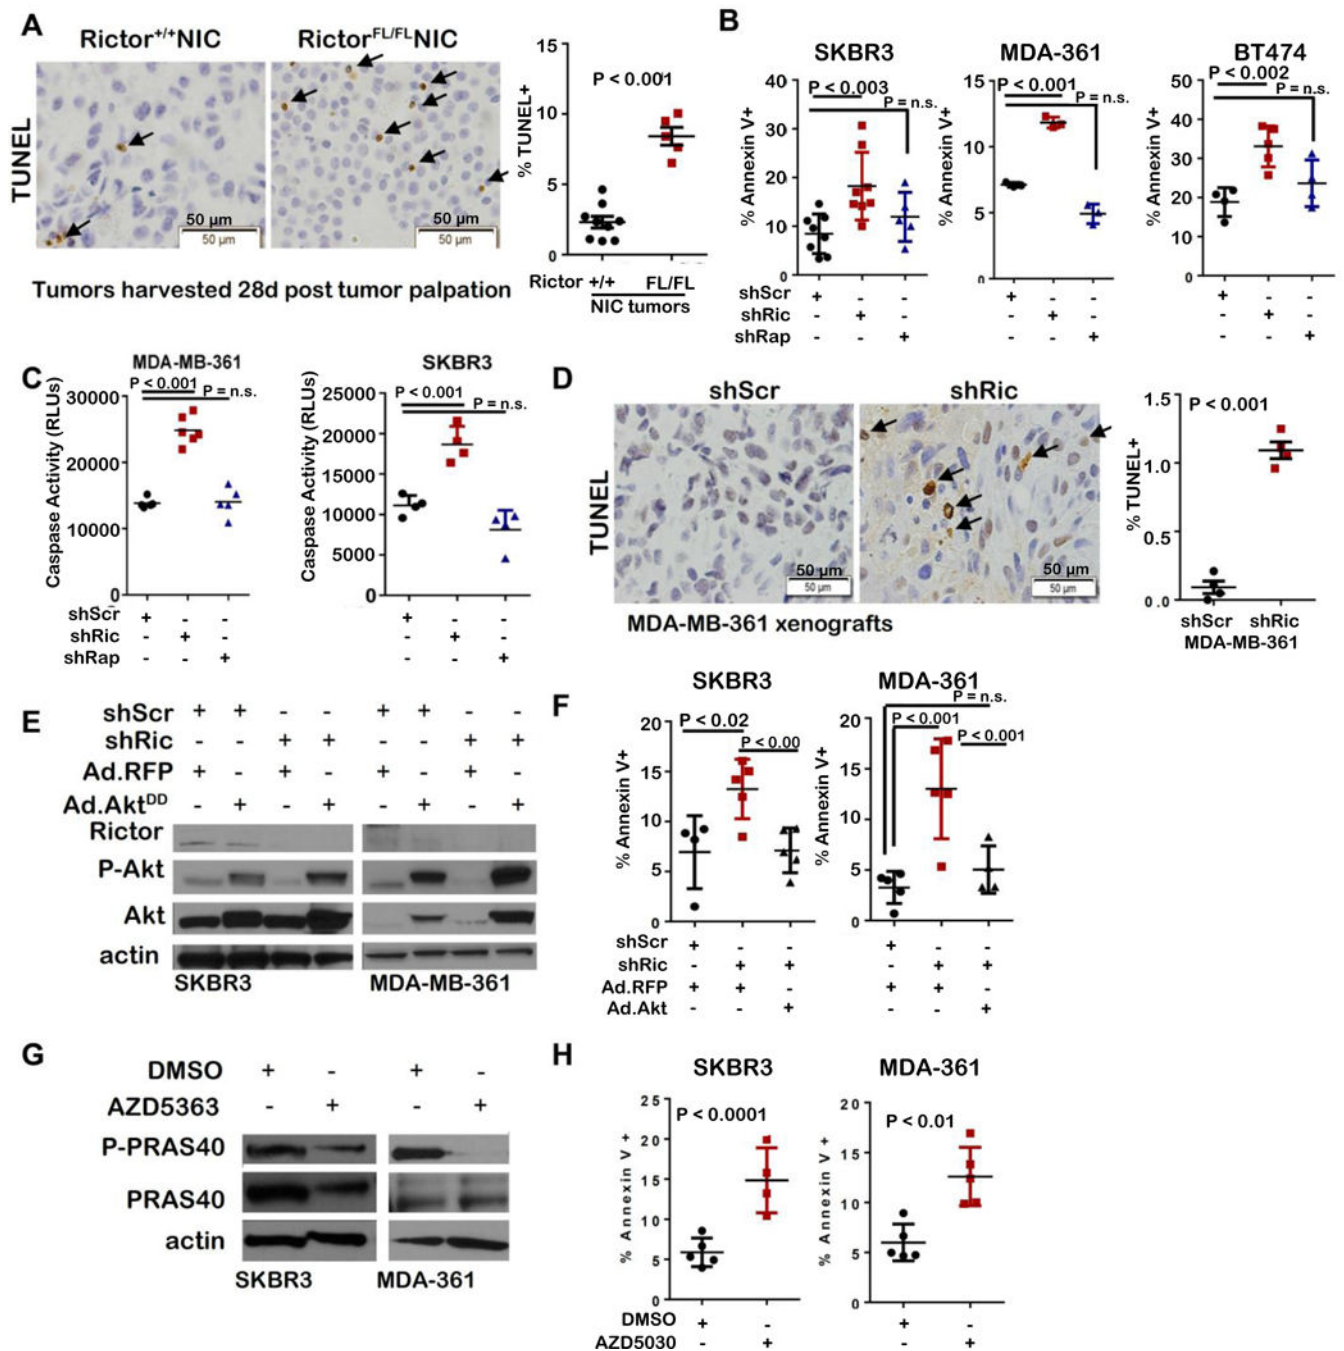 A
Rictor+/+NIC
RictorFL/FLNIC
TUNEL
50 µm
50 µm
50 µm
50 µm
Tumors harvested 28d post tumor palpation
% TUNEL+
15
10
5
0
P < 0.001
Rictor +/+ FL/FL
NIC tumors
B
SKBR3
% Annexin V+
40
30
20
10
0
P < 0.003
P = n.s.
MDA-361
% Annexin V+
15
10
5
0
P < 0.001
P = n.s.
BT474
% Annexin V+
50
40
30
20
10
0
P < 0.002
P = n.s.
shScr + - - + - - + - -
shRic - + - - + - - + -
shRap - - + - - + - - +
C
MDA-MB-361
Caspase Activity (RLUs)
30000
20000
10000
0
P < 0.001
P = n.s.
SKBR3
Caspase Activity (RLUs)
25000
20000
15000
10000
5000
0
P < 0.001
P = n.s.
shScr + - - + - -
shRic - + - - + -
shRap - - + - - +
D
shScr
shRic
TUNEL
50 µm
50 µm
50 µm
50 µm
MDA-MB-361 xenografts
% TUNEL+
1.5
1.0
0.5
0.0
P < 0.001
shScr shRic
MDA-MB-361
E
shScr + + - - + + - -
shRic - - + + - - + +
Ad.RFP + - + - + - + -
Ad.AktDD - + - + - + - +
Rictor
P-Akt
Akt
actin
SKBR3
MDA-MB-361
F
SKBR3
% Annexin V+
20
15
10
5
0
P < 0.02
P < 0.00
MDA-361
% Annexin V+
20
15
10
5
0
P = n.s.
P < 0.001
P < 0.001
shScr + - - + - -
shRic - + + - + +
Ad.RFP + + - + + -
Ad.Akt - - + - - +
G
DMSO + - + -
AZD5363 - + - +
P-PRAS40
PRAS40
actin
SKBR3
MDA-361
H
SKBR3
% Annexin V +
25
20
15
10
5
0
P < 0.0001
MDA-361
% Annexin V +
20
15
10
5
0
P < 0.01
DMSO + - + -
AZD5030 - + - +